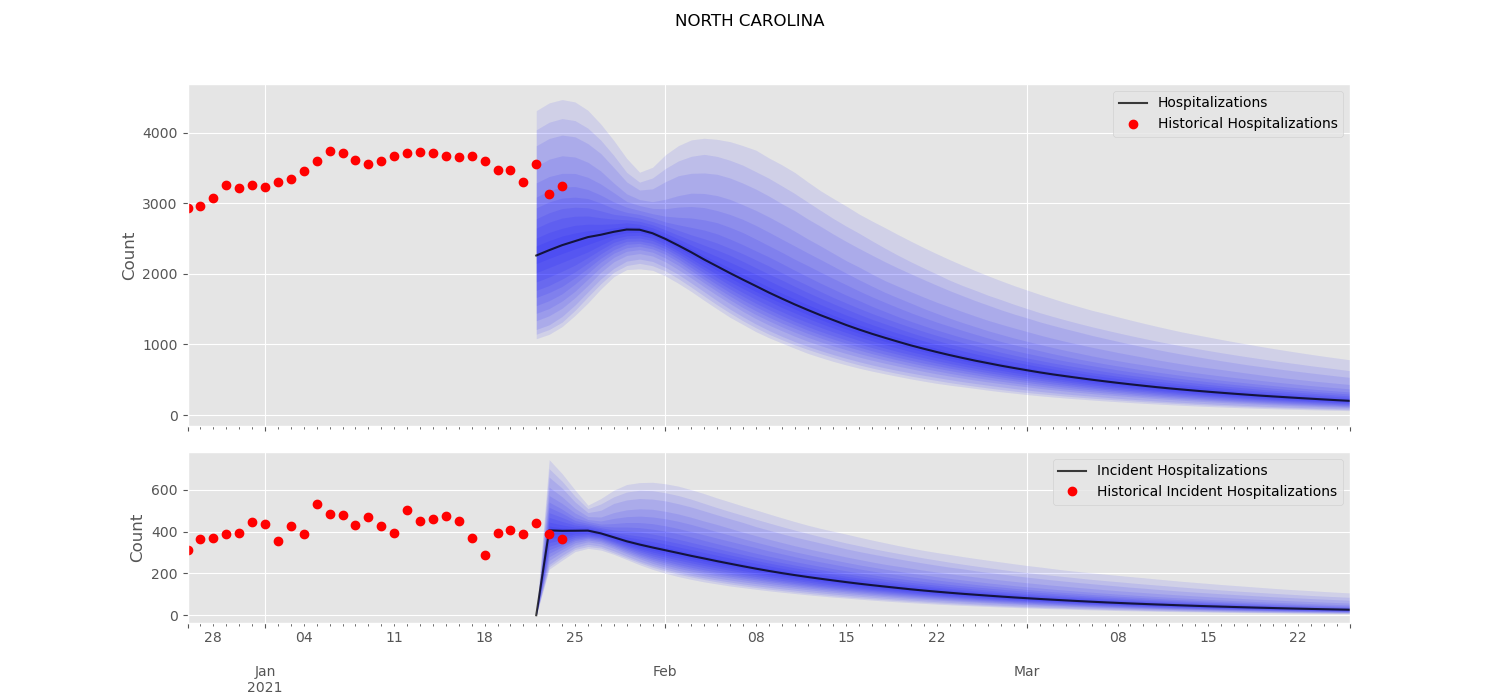 NORTH CAROLINA
Hospitalizations
Historical Hospitalizations
4000
3000
2000
1000
0
Count
Incident Hospitalizations
Historical Incident Hospitalizations
600
400
200
0
Count
28 04 11 18 25 08 15 22 08 15 22
Jan Feb Mar
2021